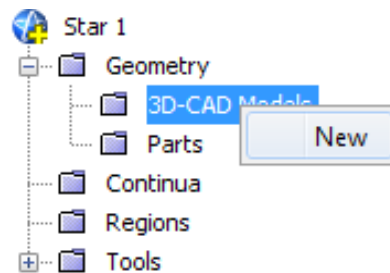 Star 1
Geometry
3D-CAD Models
New
Parts
Continua
Regions
Tools